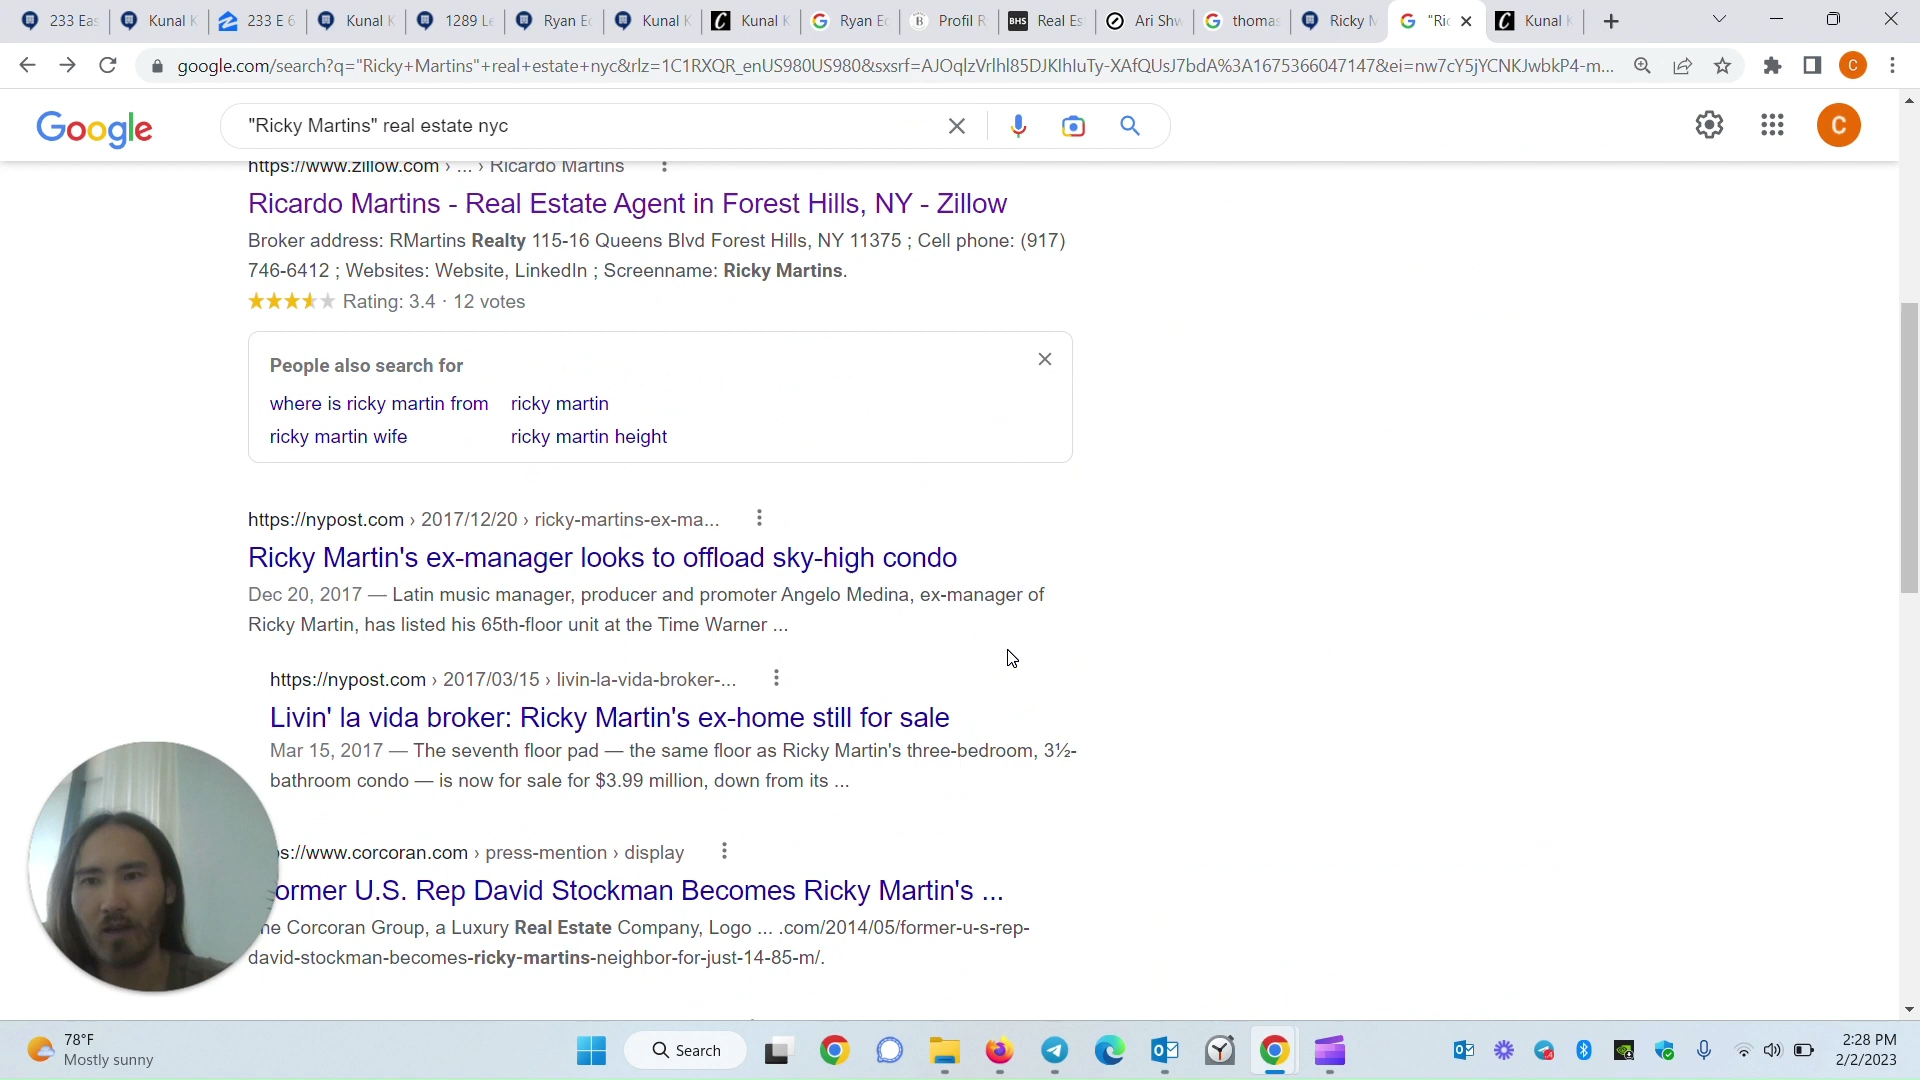 233 Eas
Kunal K
233 E 6
Kunal K
1289 Le
Ryan Ec
Kunal K
Kunal K
Ryan Ec
Profil R
Real Es
Ari Shw
thomas
Ricky M
"Ric
Kunal K
google.com/search?q="Ricky+Martins"+real+estate+nyc&rlz=1C1RXQR_enUS980US980&sxsrf=AJOqlzVrlhl85DJKIhIuTy-XAfQUsJ7bdA%3A1675366047147&ei=nw7cY5jYCNKJwbkP4-m...
C
Google
"Ricky Martins" real estate nyc
C
https://www.zillow.com › ... › Ricardo Martins
Ricardo Martins - Real Estate Agent in Forest Hills, NY - Zillow
Broker address: RMartins Realty 115-16 Queens Blvd Forest Hills, NY 11375 ; Cell phone: (917)
746-6412 ; Websites: Website, LinkedIn ; Screenname: Ricky Martins.
Rating: 3.4 · 12 votes
People also search for
where is ricky martin from
ricky martin
ricky martin wife
ricky martin height
https://nypost.com › 2017/12/20 › ricky-martins-ex-ma...
Ricky Martin's ex-manager looks to offload sky-high condo
Dec 20, 2017 — Latin music manager, producer and promoter Angelo Medina, ex-manager of
Ricky Martin, has listed his 65th-floor unit at the Time Warner ...
https://nypost.com › 2017/03/15 › livin-la-vida-broker-...
Livin' la vida broker: Ricky Martin's ex-home still for sale
Mar 15, 2017 — The seventh floor pad — the same floor as Ricky Martin's three-bedroom, 3½-
bathroom condo — is now for sale for $3.99 million, down from its ...
s://www.corcoran.com › press-mention › display
ormer U.S. Rep David Stockman Becomes Ricky Martin's ...
he Corcoran Group, a Luxury Real Estate Company, Logo ... .com/2014/05/former-u-s-rep-
david-stockman-becomes-ricky-martins-neighbor-for-just-14-85-m/.
78°F
Mostly sunny
Search
2:28 PM
2/2/2023